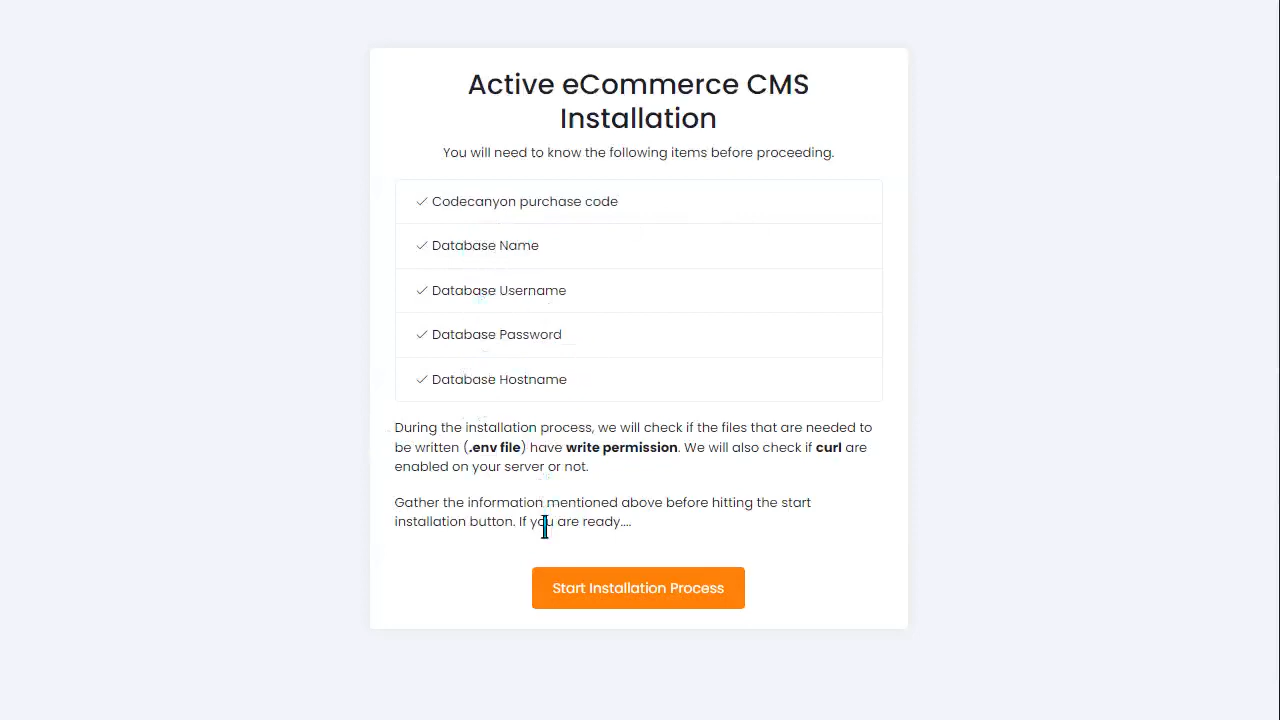 Active eCommerce CMS
Installation
You will need to know the following items before proceeding.
Codecanyon purchase code
Database Name
Database Username
Database Password
Database Hostname
During the installation process, we will check if the files that are needed to
be written (.env file) have write permission. We will also check if curl are
enabled on your server or not.
Gather the information mentioned above before hitting the start
installation button. If you are ready....
Start Installation Process